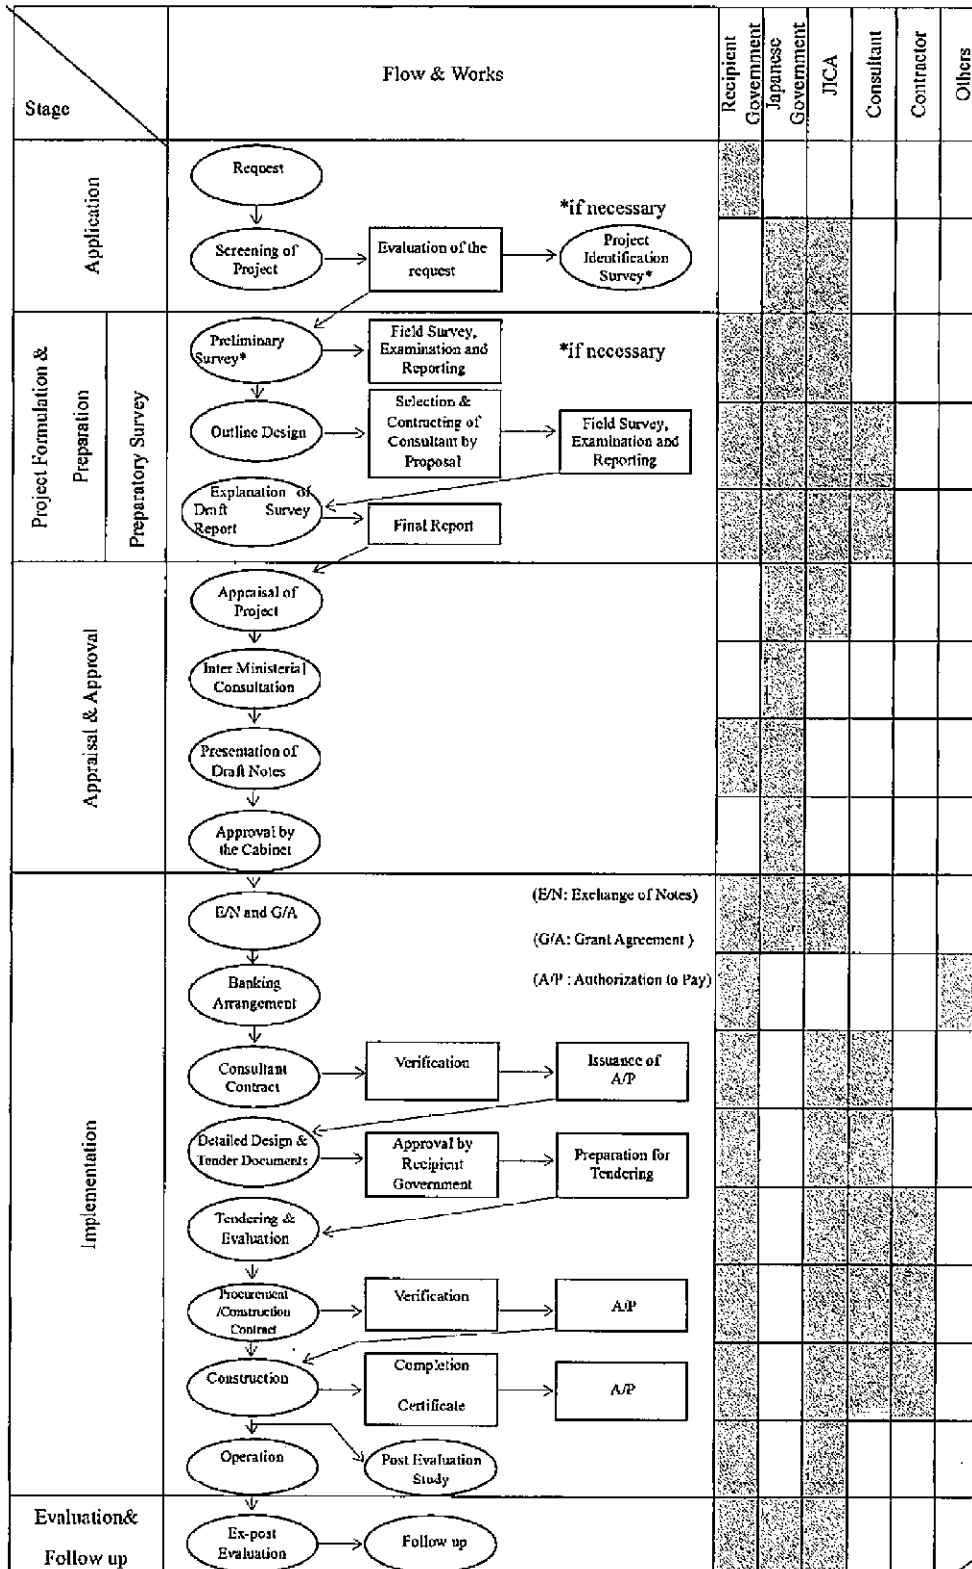 Stage
Flow & Works
Recipient
Government
Japanese
Government
JICA
Consultant
Contractor
Others
Application
Request
*if necessary
Screening of
Project
Evaluation of the
request
Project
Identification
Survey*
Project Formulation &
Preparation
Preparatory Survey
Preliminary
Survey*
Field Survey,
Examination and
Reporting
*if necessary
Outline Design
Selection &
Contracting of
Consultant by
Proposal
Field Survey,
Examination and
Reporting
Explanation of
Draft Survey
Report
Final Report
Appraisal & Approval
Appraisal of
Project
Inter Ministerial
Consultation
Presentation of
Draft Notes
Approval by
the Cabinet
Implementation
E/N and G/A
(E/N: Exchange of Notes)
(G/A: Grant Agreement )
(A/P : Authorization to Pay)
Banking
Arrangement
Consultant
Contract
Verification
Issuance of
A/P
Detailed Design &
Tender Documents
Approval by
Recipient
Government
Preparation for
Tendering
Tendering &
Evaluation
Procurement
/Construction
Contract
Verification
A/P
Construction
Completion
Certificate
A/P
Operation
Post Evaluation
Study
Evaluation&
Follow up
Ex-post
Evaluation
Follow up